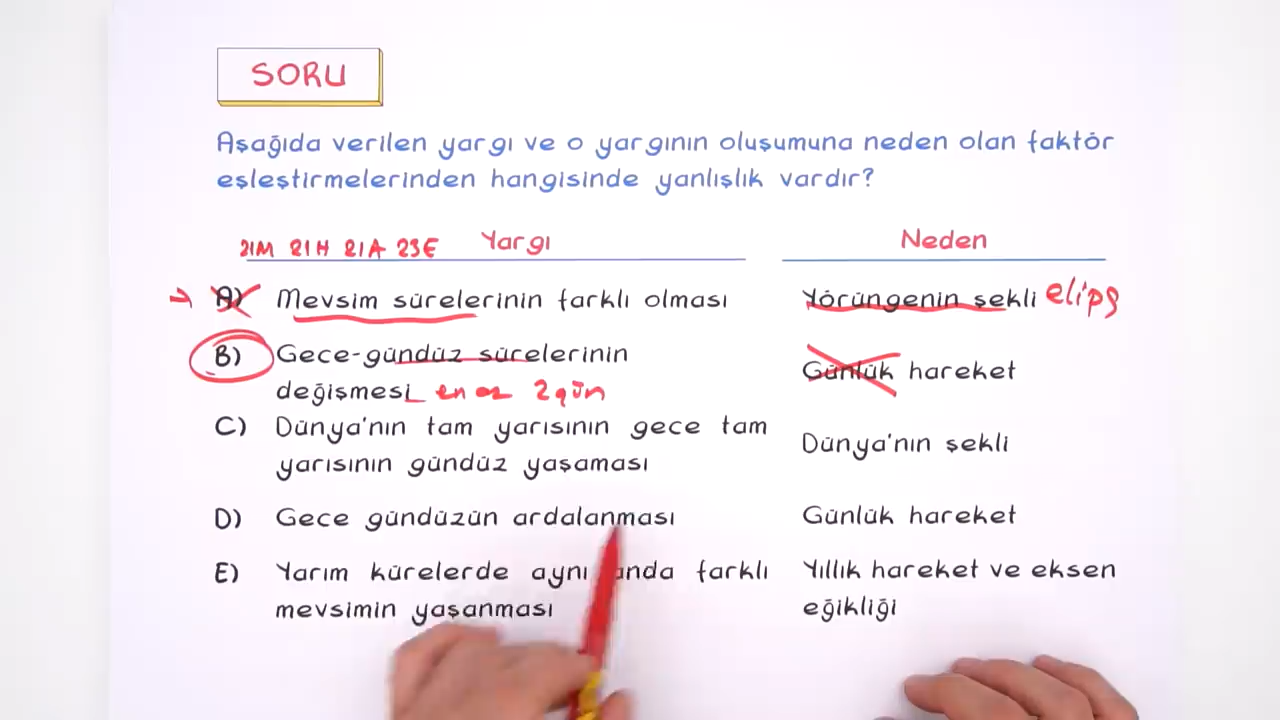 SORU
Aşağıda verilen yargı ve o yargının oluşumuna neden olan faktör
eşleştirmelerinden hangisinde yanlışlık vardır?
21M 21H 21A 23E Yargı Neden
A) Mevsim sürelerinin farklı olması Yörüngenin şekli elips
B) Gece-gündüz sürelerinin
değişmesi en az 2 gün Günlük hareket
C) Dünya'nın tam yarısının gece tam
yarısının gündüz yaşaması Dünya'nın şekli
D) Gece gündüzün ardalanması Günlük hareket
E) Yarım kürelerde aynı anda farklı Yıllık hareket ve eksen
mevsimin yaşanması eğikliği